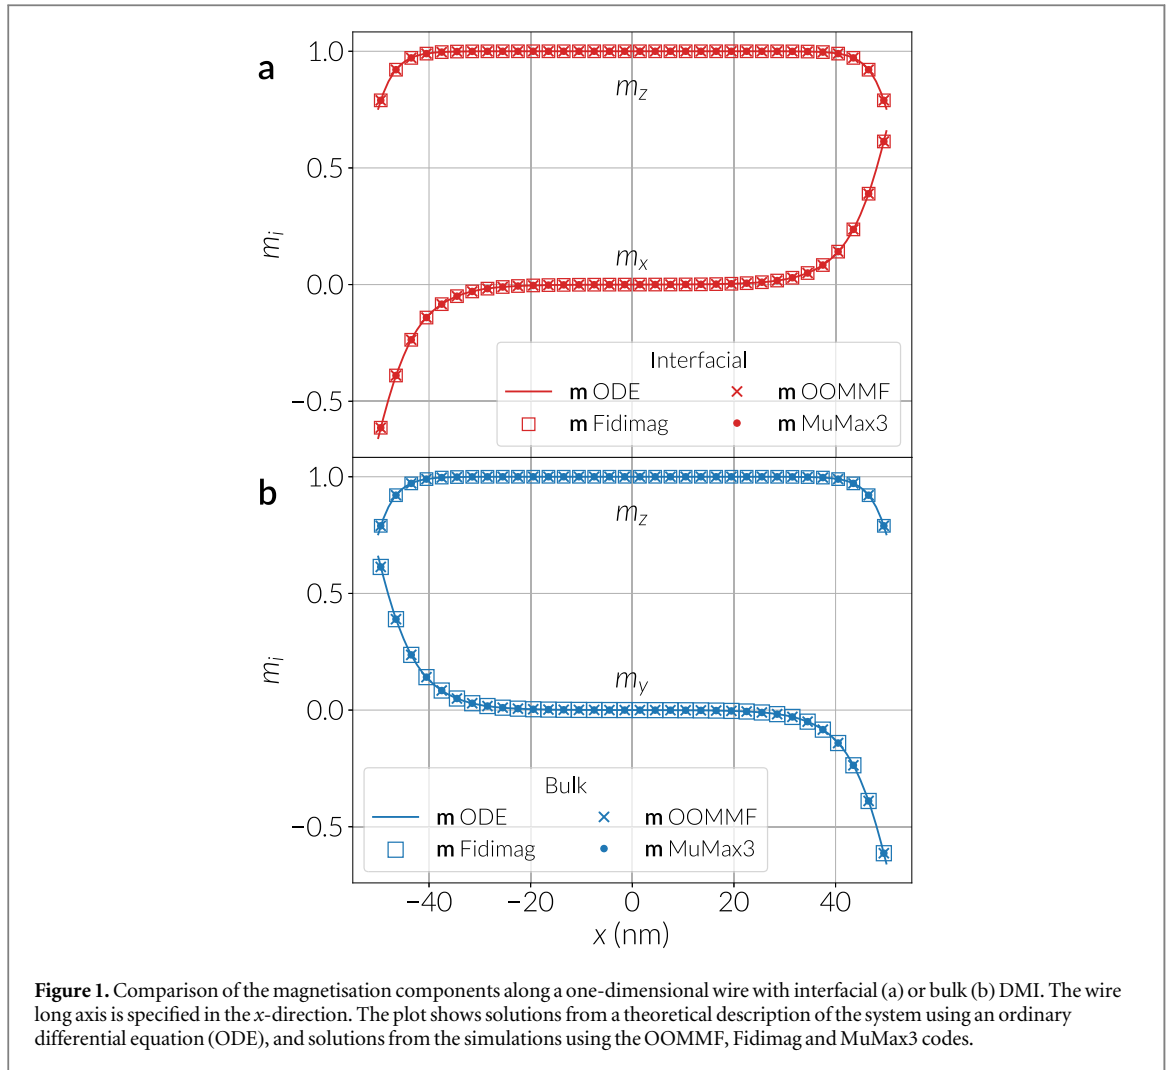 a
1.0
m_z
0.5
m_i
m_x
0.0
Interfacial
m ODE
m OOMMF
m Fidimag
m MuMax3
−0.5
b
1.0
m_z
0.5
m_i
m_y
0.0
Bulk
m ODE
m OOMMF
m Fidimag
m MuMax3
−0.5
−40 −20 0 20 40
x (nm)
Figure 1. Comparison of the magnetisation components along a one-dimensional wire with interfacial (a) or bulk (b) DMI. The wire
long axis is specified in the x-direction. The plot shows solutions from a theoretical description of the system using an ordinary
differential equation (ODE), and solutions from the simulations using the OOMMF, Fidimag and MuMax3 codes.